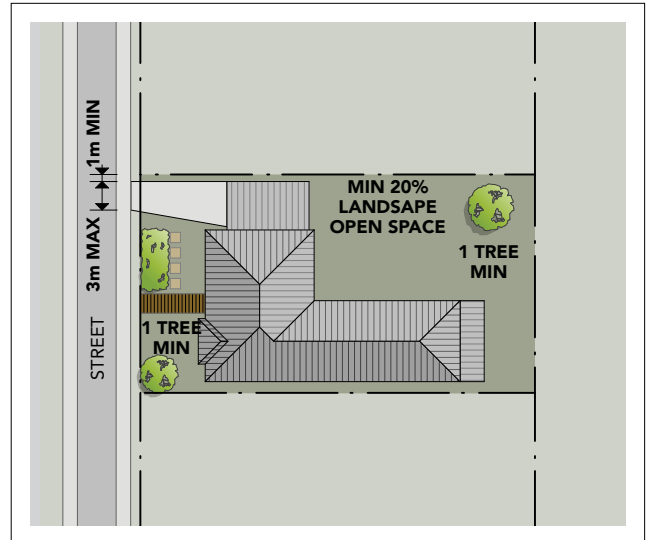 1m MIN
3m MAX
STREET
MIN 20%
LANDSAPE
OPEN SPACE
1 TREE
MIN
1 TREE
MIN